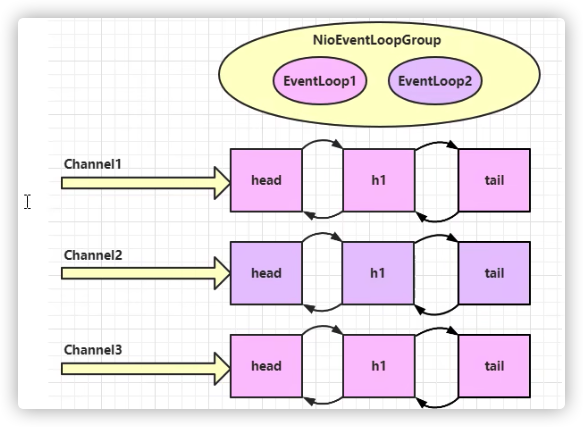 NioEventLoopGroup
EventLoop1 EventLoop2
Channel1
head h1 tail
Channel2
head h1 tail
Channel3
head h1 tail